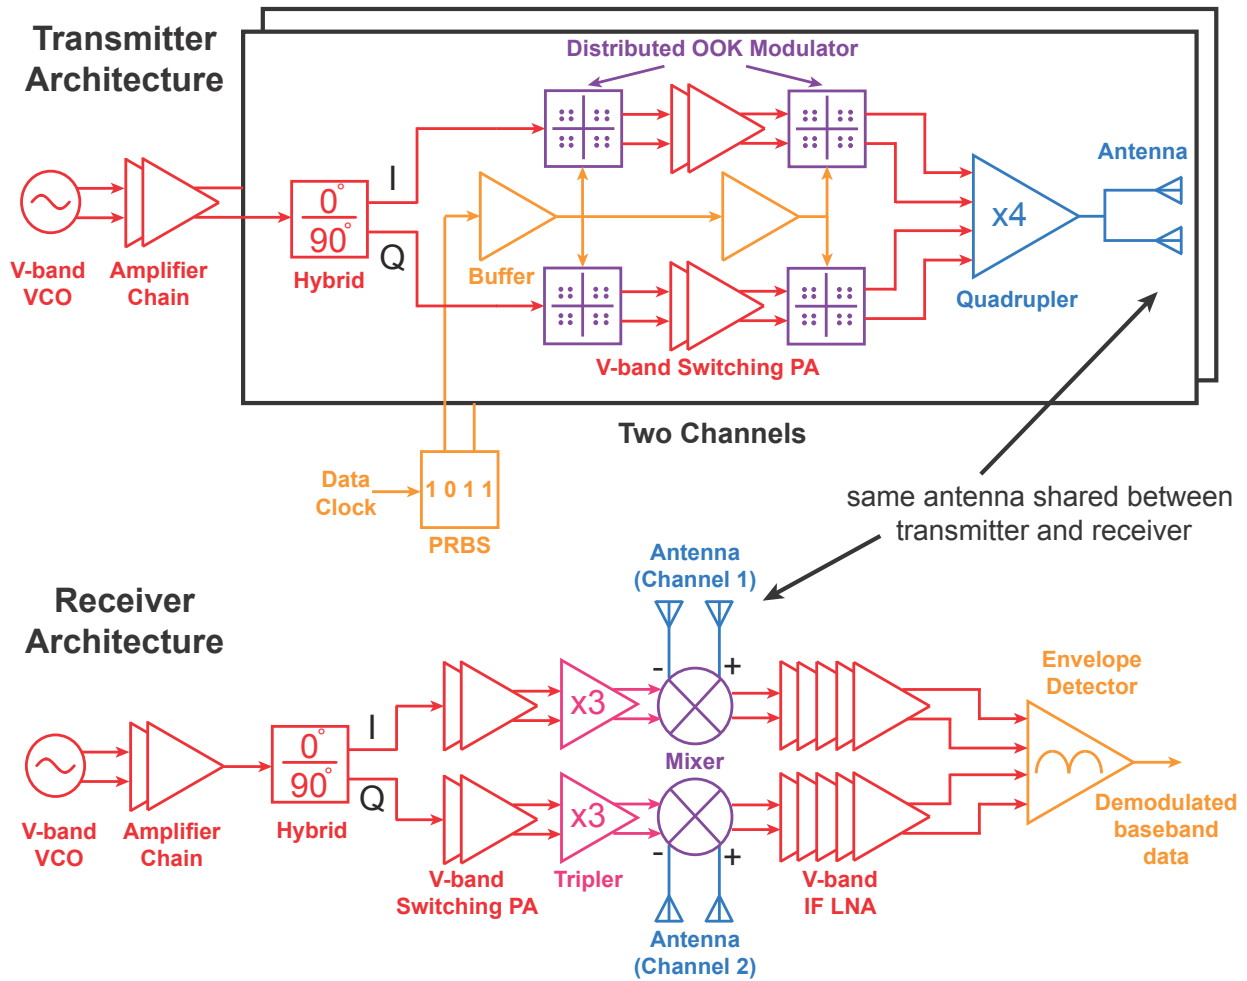 Transmitter
Architecture
Distributed OOK Modulator
V-band
VCO
Amplifier
Chain
0°
90°
Hybrid
I
Q
Buffer
x4
Quadrupler
Antenna
V-band Switching PA
Two Channels
Data
Clock
1 0 1 1
PRBS
same antenna shared between
transmitter and receiver
Receiver
Architecture
Antenna
(Channel 1)
V-band
VCO
Amplifier
Chain
0°
90°
Hybrid
I
Q
V-band
Switching PA
x3
x3
Tripler
- +
Mixer
- +
Antenna
(Channel 2)
V-band
IF LNA
Envelope
Detector
Demodulated
baseband
data